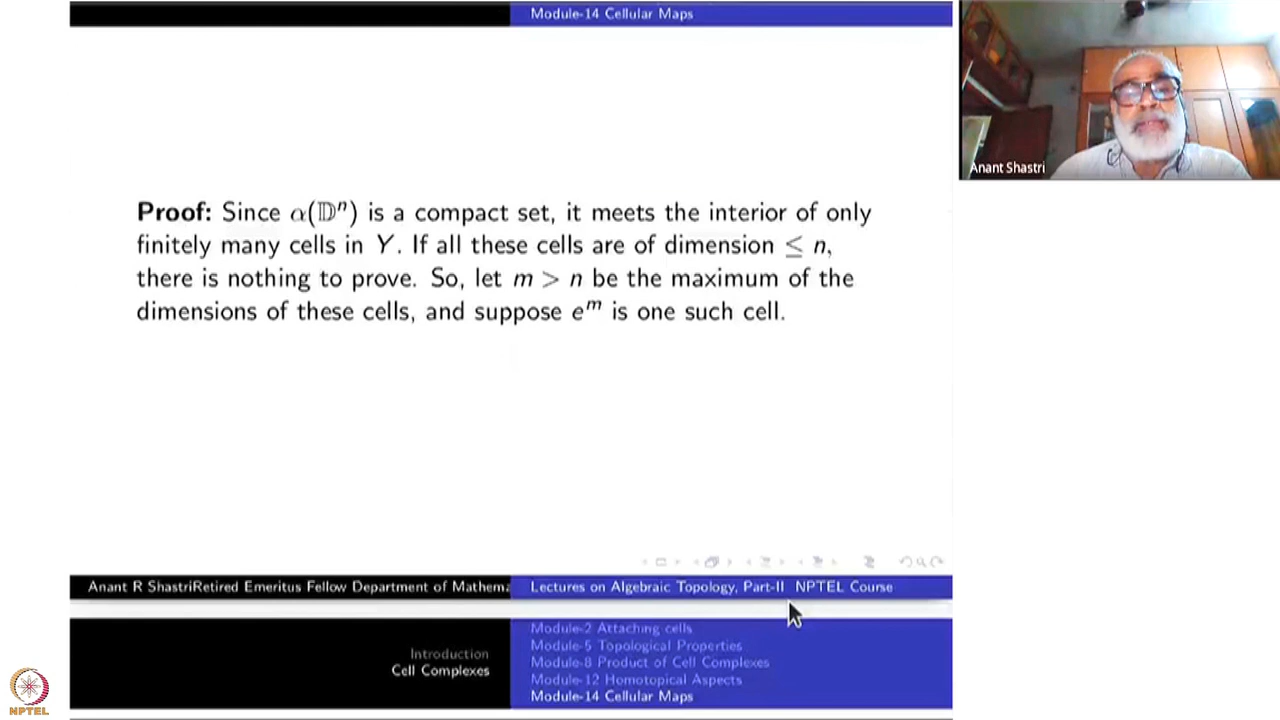 Module-14 Cellular Maps
Anant Shastri
Proof: Since α(𝔻ⁿ) is a compact set, it meets the interior of only
finitely many cells in Y. If all these cells are of dimension ≤ n,
there is nothing to prove. So, let m > n be the maximum of the
dimensions of these cells, and suppose eᵐ is one such cell.
Anant R ShastriRetired Emeritus Fellow Department of Mathema
Lectures on Algebraic Topology, Part-II NPTEL Course
Introduction
Cell Complexes
Module-2 Attaching cells
Module-5 Topological Properties
Module-8 Product of Cell Complexes
Module-12 Homotopical Aspects
Module-14 Cellular Maps
NPTEL